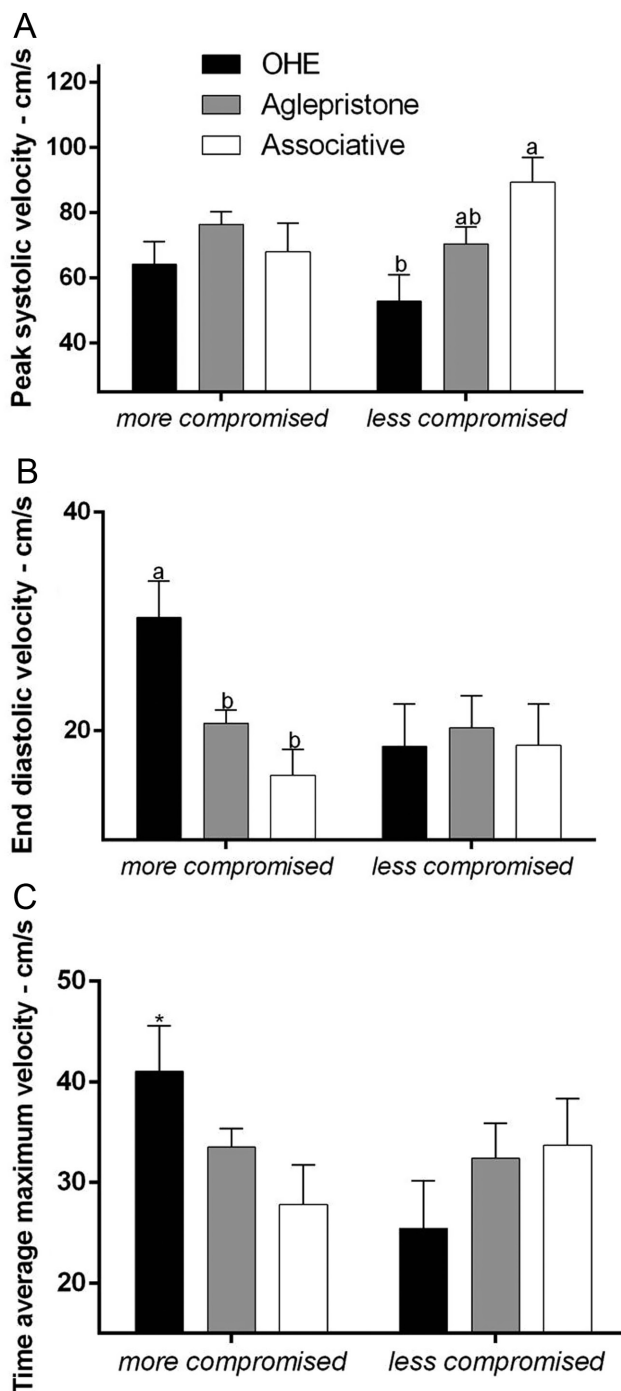 A
Peak systolic velocity - cm/s
OHE
Aglepristone
Associative
120
100
80
60
40
a
ab
b
more compromised
less compromised
B
End diastolic velocity - cm/s
40
20
a
b
b
more compromised
less compromised
C
Time average maximum velocity - cm/s
50
40
30
20
*
more compromised
less compromised